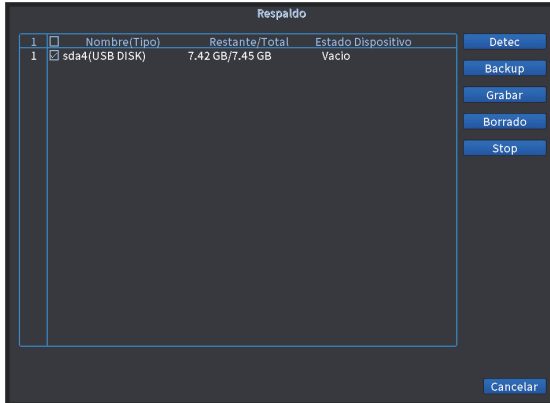 Respaldo
1 Nombre(Tipo) Restante/Total Estado Dispositivo
1 sda4(USB DISK) 7.42 GB/7.45 GB Vacio
Detec
Backup
Grabar
Borrado
Stop
Cancelar